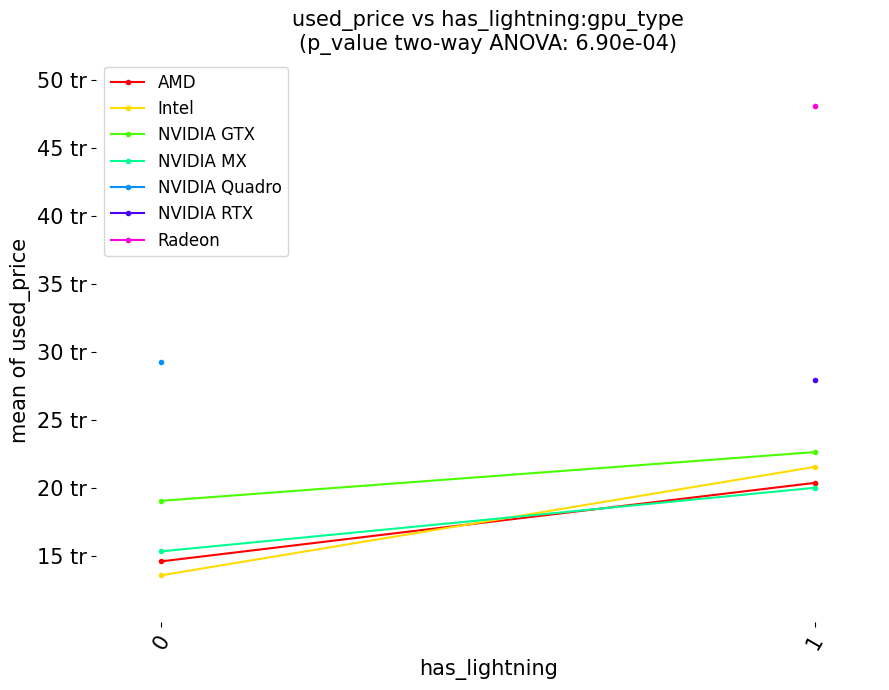 used_price vs has_lightning:gpu_type
(p_value two-way ANOVA: 6.90e-04)
50 tr
45 tr
40 tr
35 tr
30 tr
25 tr
20 tr
15 tr
mean of used_price
AMD
Intel
NVIDIA GTX
NVIDIA MX
NVIDIA Quadro
NVIDIA RTX
Radeon
0
1
has_lightning